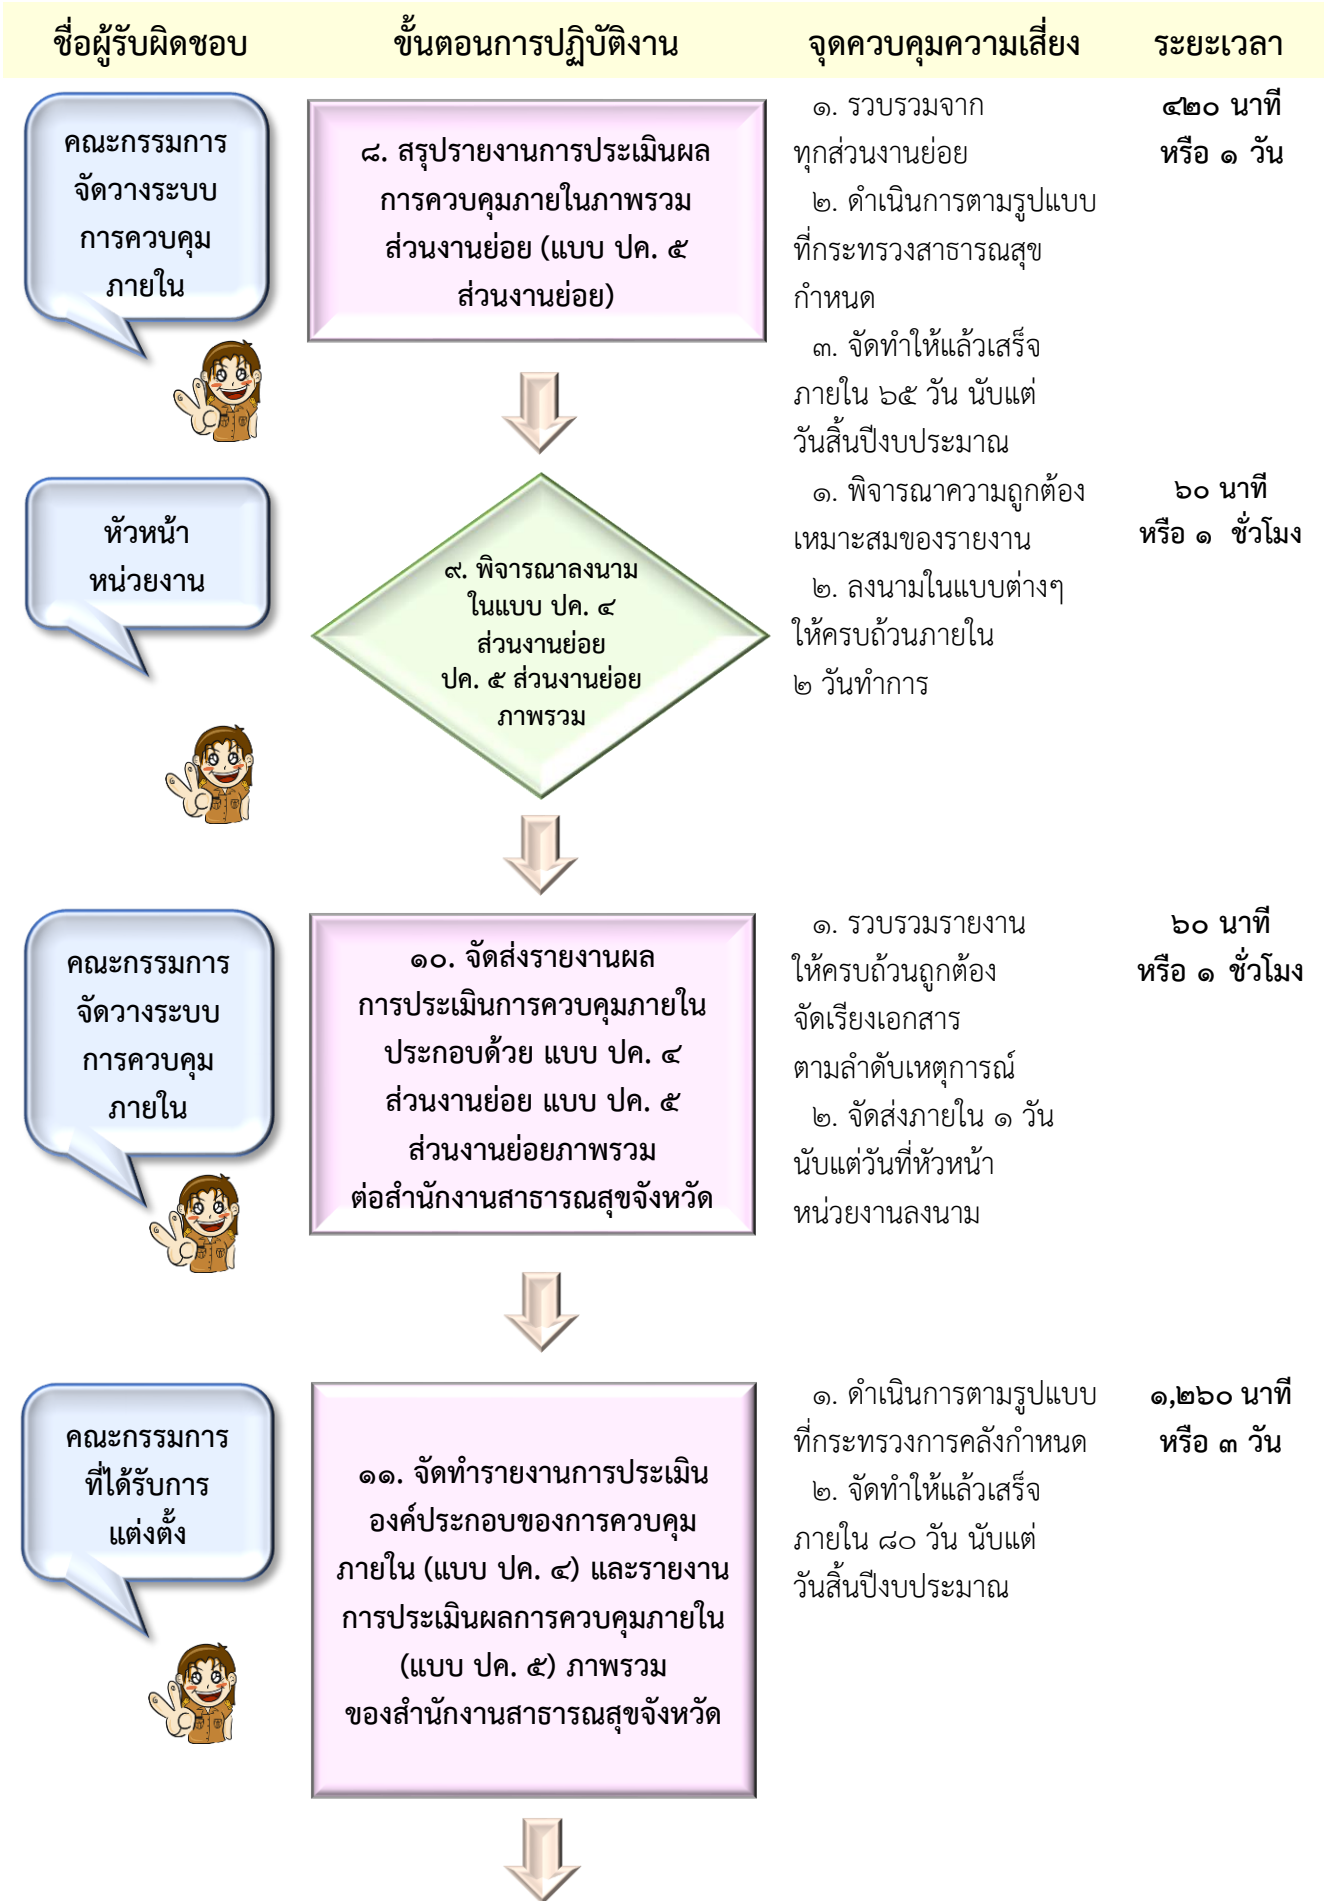 ชื่อผู้รับผิดชอบ
ขั้นตอนการปฏิบัติงาน
จุดควบคุมความเสี่ยง
ระยะเวลา
คณะกรรมการ
จัดวางระบบ
การควบคุม
ภายใน
๘. สรุปรายงานการประเมินผล
การควบคุมภายในภาพรวม
ส่วนงานย่อย (แบบ ปค. ๕
ส่วนงานย่อย)
๑. รวบรวมจาก
ทุกส่วนงานย่อย
๒. ดำเนินการตามรูปแบบ
ที่กระทรวงสาธารณสุข
กำหนด
๓. จัดทำให้แล้วเสร็จ
ภายใน ๖๕ วัน นับแต่
วันสิ้นปีงบประมาณ
๔๒๐ นาที
หรือ ๑ วัน
หัวหน้า
หน่วยงาน
๙. พิจารณาลงนาม
ในแบบ ปค. ๔
ส่วนงานย่อย
ปค. ๕ ส่วนงานย่อย
ภาพรวม
๑. พิจารณาความถูกต้อง
เหมาะสมของรายงาน
๒. ลงนามในแบบต่างๆ
ให้ครบถ้วนภายใน
๒ วันทำการ
๖๐ นาที
หรือ ๑ ชั่วโมง
คณะกรรมการ
จัดวางระบบ
การควบคุม
ภายใน
๑๐. จัดส่งรายงานผล
การประเมินการควบคุมภายใน
ประกอบด้วย แบบ ปค. ๔
ส่วนงานย่อย แบบ ปค. ๕
ส่วนงานย่อยภาพรวม
ต่อสำนักงานสาธารณสุขจังหวัด
๑. รวบรวมรายงาน
ให้ครบถ้วนถูกต้อง
จัดเรียงเอกสาร
ตามลำดับเหตุการณ์
๒. จัดส่งภายใน ๑ วัน
นับแต่วันที่หัวหน้า
หน่วยงานลงนาม
๖๐ นาที
หรือ ๑ ชั่วโมง
คณะกรรมการ
ที่ได้รับการ
แต่งตั้ง
๑๑. จัดทำรายงานการประเมิน
องค์ประกอบของการควบคุม
ภายใน (แบบ ปค. ๔) และรายงาน
การประเมินผลการควบคุมภายใน
(แบบ ปค. ๕) ภาพรวม
ของสำนักงานสาธารณสุขจังหวัด
๑. ดำเนินการตามรูปแบบ
ที่กระทรวงการคลังกำหนด
๒. จัดทำให้แล้วเสร็จ
ภายใน ๘๐ วัน นับแต่
วันสิ้นปีงบประมาณ
๑,๒๖๐ นาที
หรือ ๓ วัน